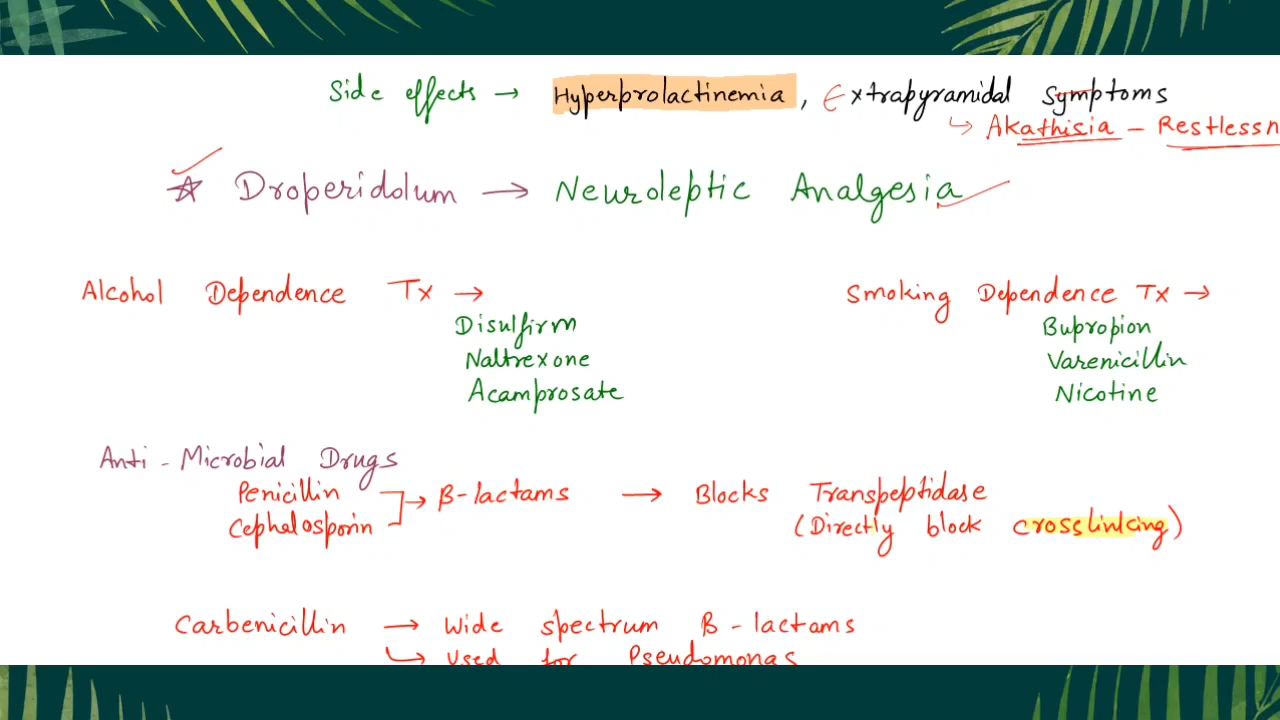 Side effects → Hyperprolactinemia, Extrapyramidal Symptoms
↳ Akathisia - Restlessn
☆ Droperidolum → Neuroleptic Analgesia
Alcohol Dependence Tx →
Disulfirm
Naltrexone
Acamprosate
Smoking Dependence Tx →
Bupropion
Varenicillin
Nicotine
Anti-Microbial Drugs
Penicillin
Cephalosporin
→ B-lactams → Blocks Transpeptidase
(Directly block crosslinking)
Carbenicillin → Wide spectrum B-lactams
↳ Used for Pseudomonas